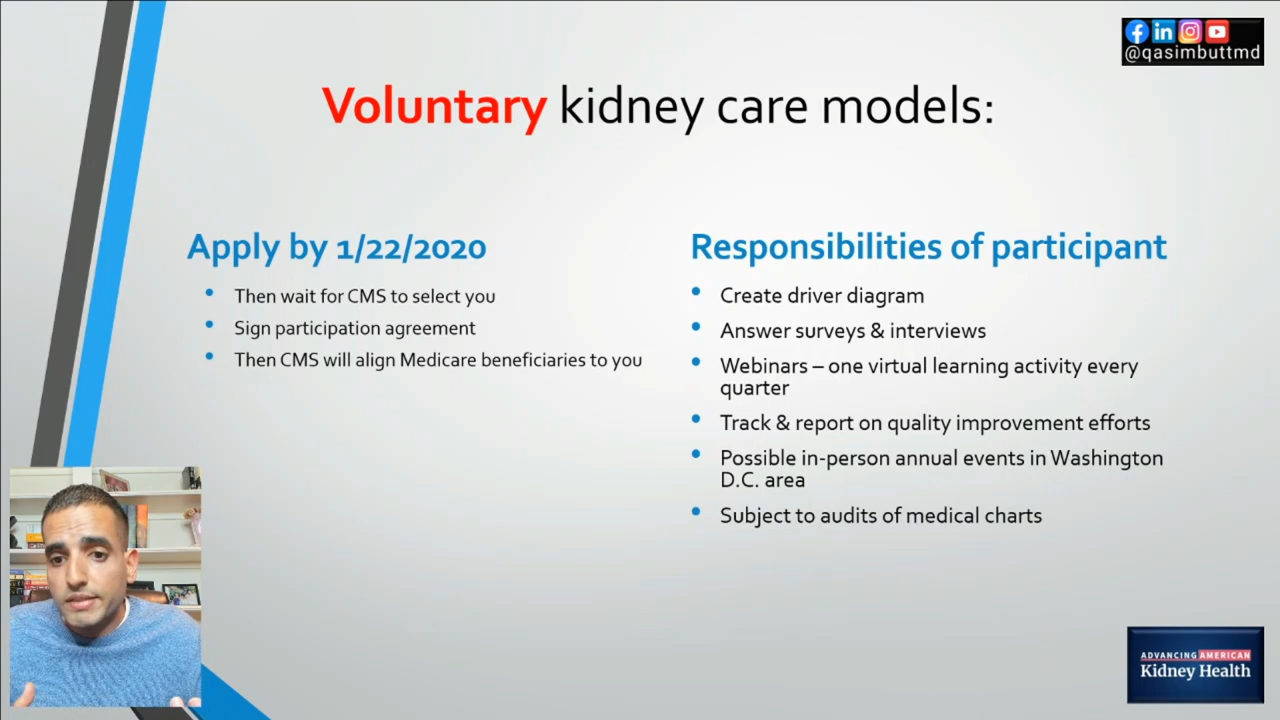 @qasimbuttmd
Voluntary kidney care models:
Apply by 1/22/2020
Then wait for CMS to select you
Sign participation agreement
Then CMS will align Medicare beneficiaries to you
Responsibilities of participant
Create driver diagram
Answer surveys & interviews
Webinars – one virtual learning activity every
quarter
Track & report on quality improvement efforts
Possible in-person annual events in Washington
D.C. area
Subject to audits of medical charts
ADVANCING AMERICAN
Kidney Health